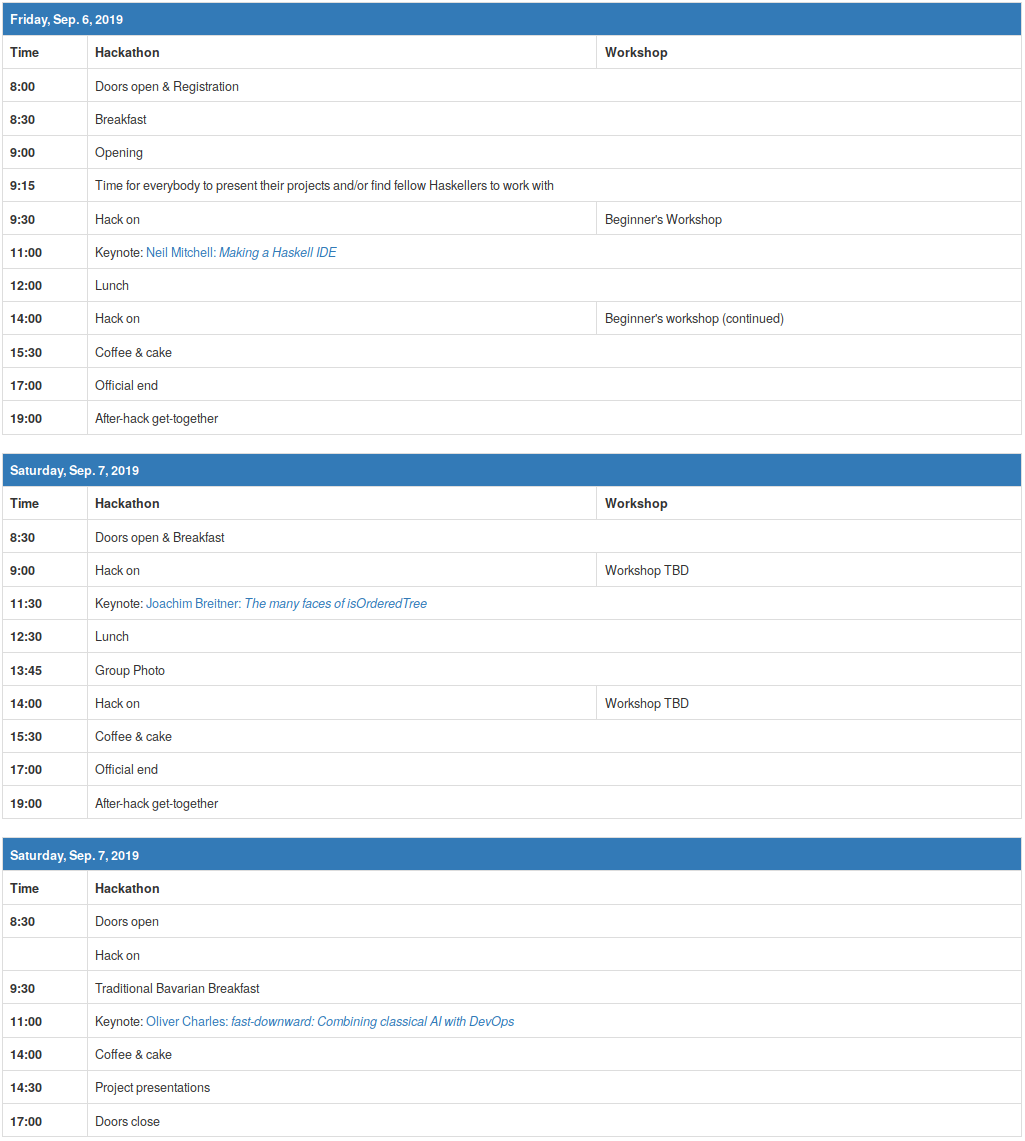 Friday, Sep. 6, 2019
Time Hackathon Workshop
8:00 Doors open & Registration
8:30 Breakfast
9:00 Opening
9:15 Time for everybody to present their projects and/or find fellow Haskellers to work with
9:30 Hack on Beginner's Workshop
11:00 Keynote: Neil Mitchell: Making a Haskell IDE
12:00 Lunch
14:00 Hack on Beginner's workshop (continued)
15:30 Coffee & cake
17:00 Official end
19:00 After-hack get-together
Saturday, Sep. 7, 2019
Time Hackathon Workshop
8:30 Doors open & Breakfast
9:00 Hack on Workshop TBD
11:30 Keynote: Joachim Breitner: The many faces of isOrderedTree
12:30 Lunch
13:45 Group Photo
14:00 Hack on Workshop TBD
15:30 Coffee & cake
17:00 Official end
19:00 After-hack get-together
Saturday, Sep. 7, 2019
Time Hackathon
8:30 Doors open
Hack on
9:30 Traditional Bavarian Breakfast
11:00 Keynote: Oliver Charles: fast-downward: Combining classical AI with DevOps
14:00 Coffee & cake
14:30 Project presentations
17:00 Doors close